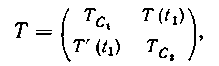 T = \begin{pmatrix} T_{C_1} & T(t_1) \\ T'(t_1) & T_{C_2} \end{pmatrix},